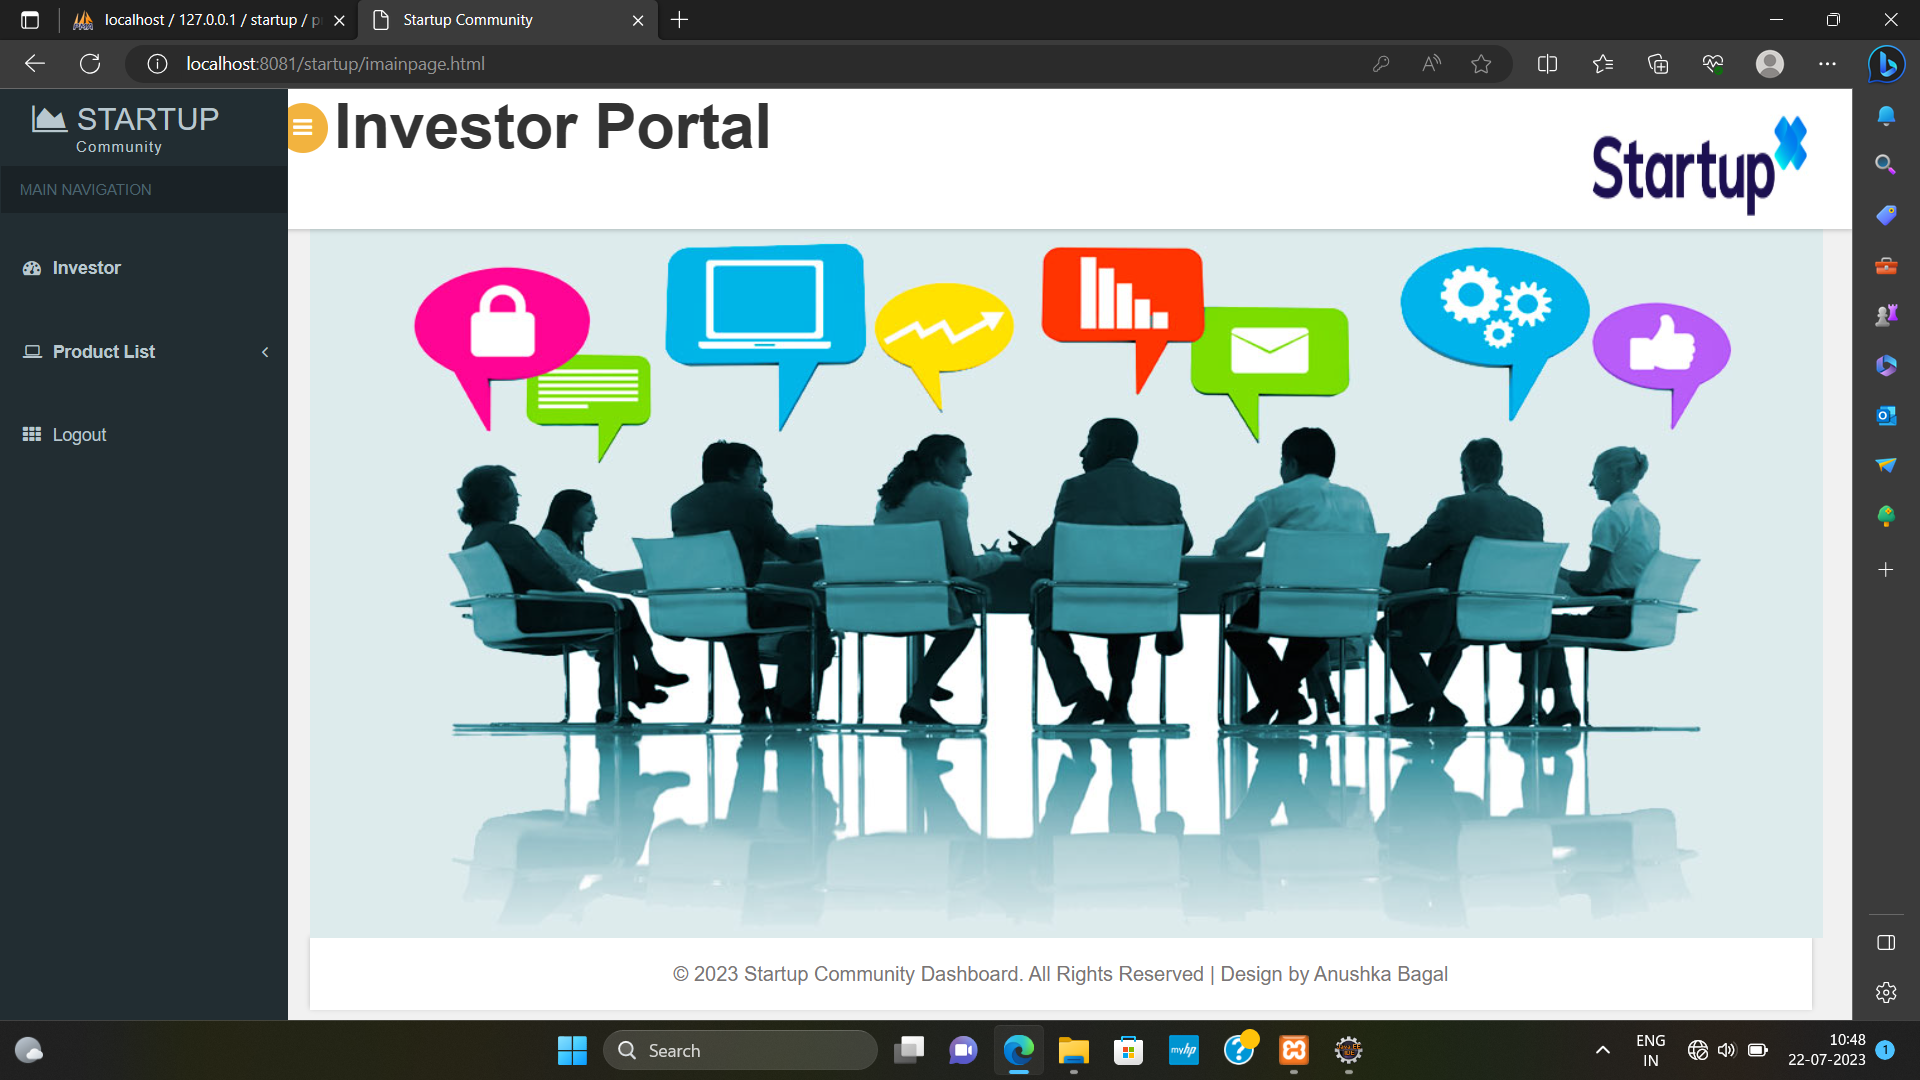 localhost / 127.0.0.1 / startup / p
Startup Community
localhost:8081/startup/imainpage.html
STARTUP
Community
MAIN NAVIGATION
Investor
Product List
Logout
Investor Portal
Startup
© 2023 Startup Community Dashboard. All Rights Reserved | Design by Anushka Bagal
Search
myhp
ENG
IN
10:48
22-07-2023
1